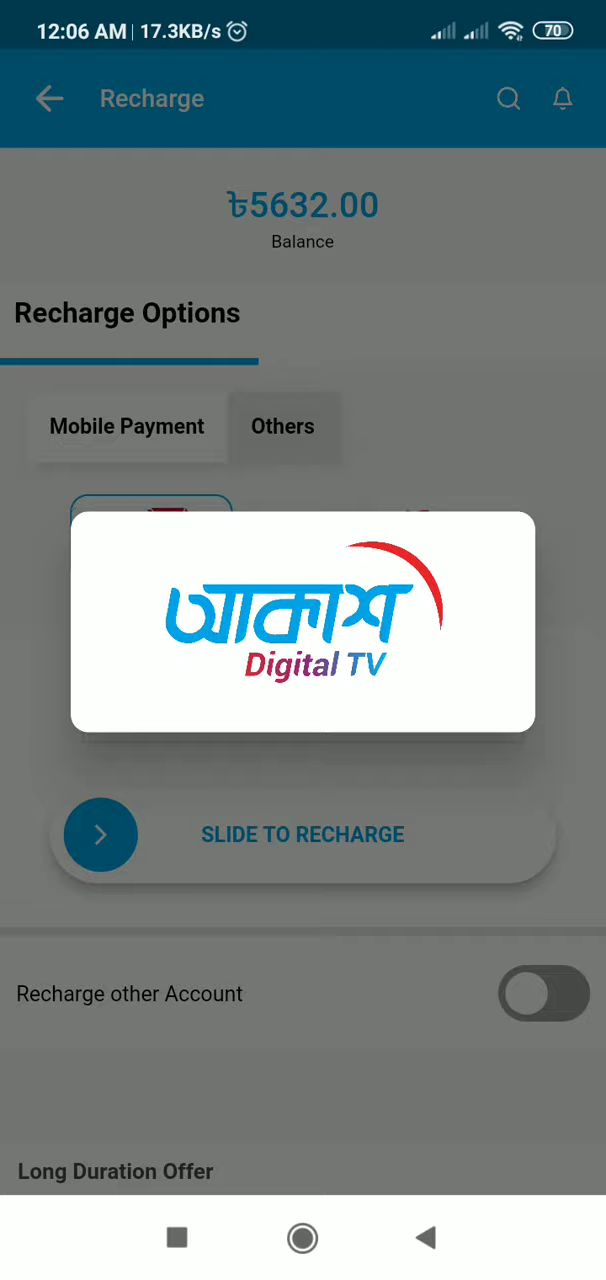 12:06 AM | 17.3KB/s
70
Recharge
৳5632.00
Balance
Recharge Options
Mobile Payment
Others
আকাশ
Digital TV
SLIDE TO RECHARGE
Recharge other Account
Long Duration Offer